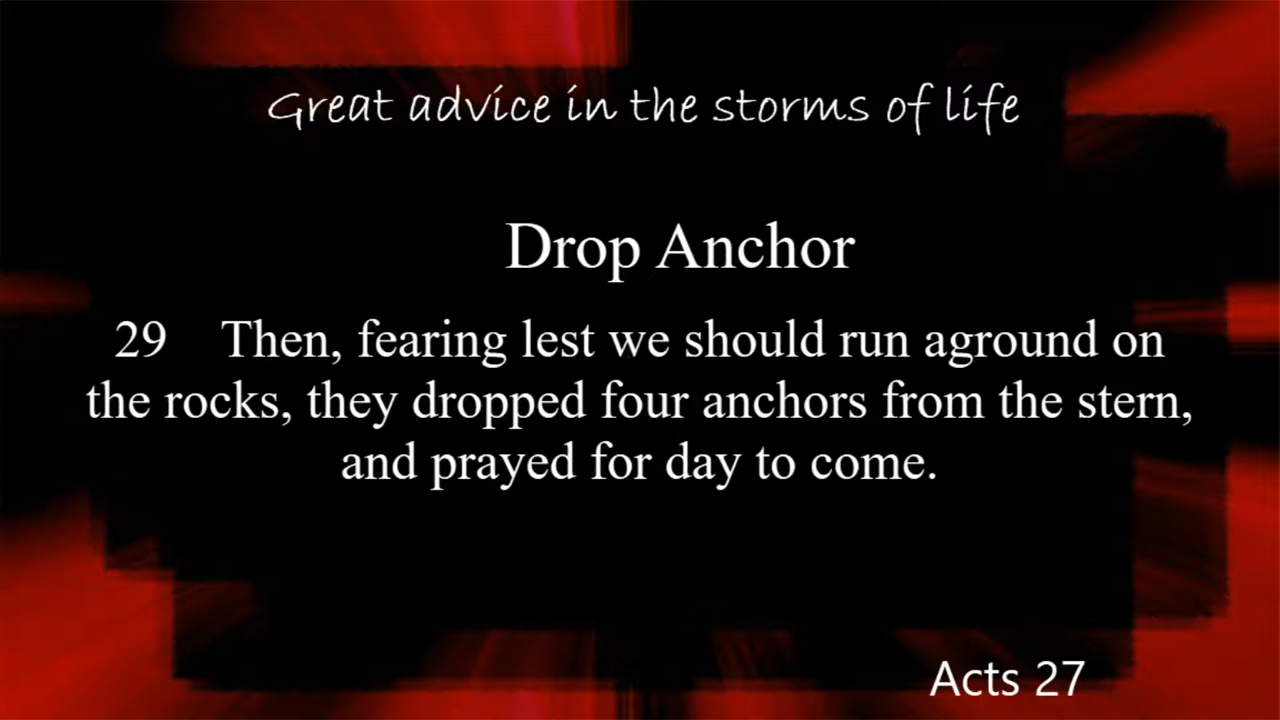 Great advice in the storms of life
Drop Anchor
29 Then, fearing lest we should run aground on
the rocks, they dropped four anchors from the stern,
and prayed for day to come.
Acts 27